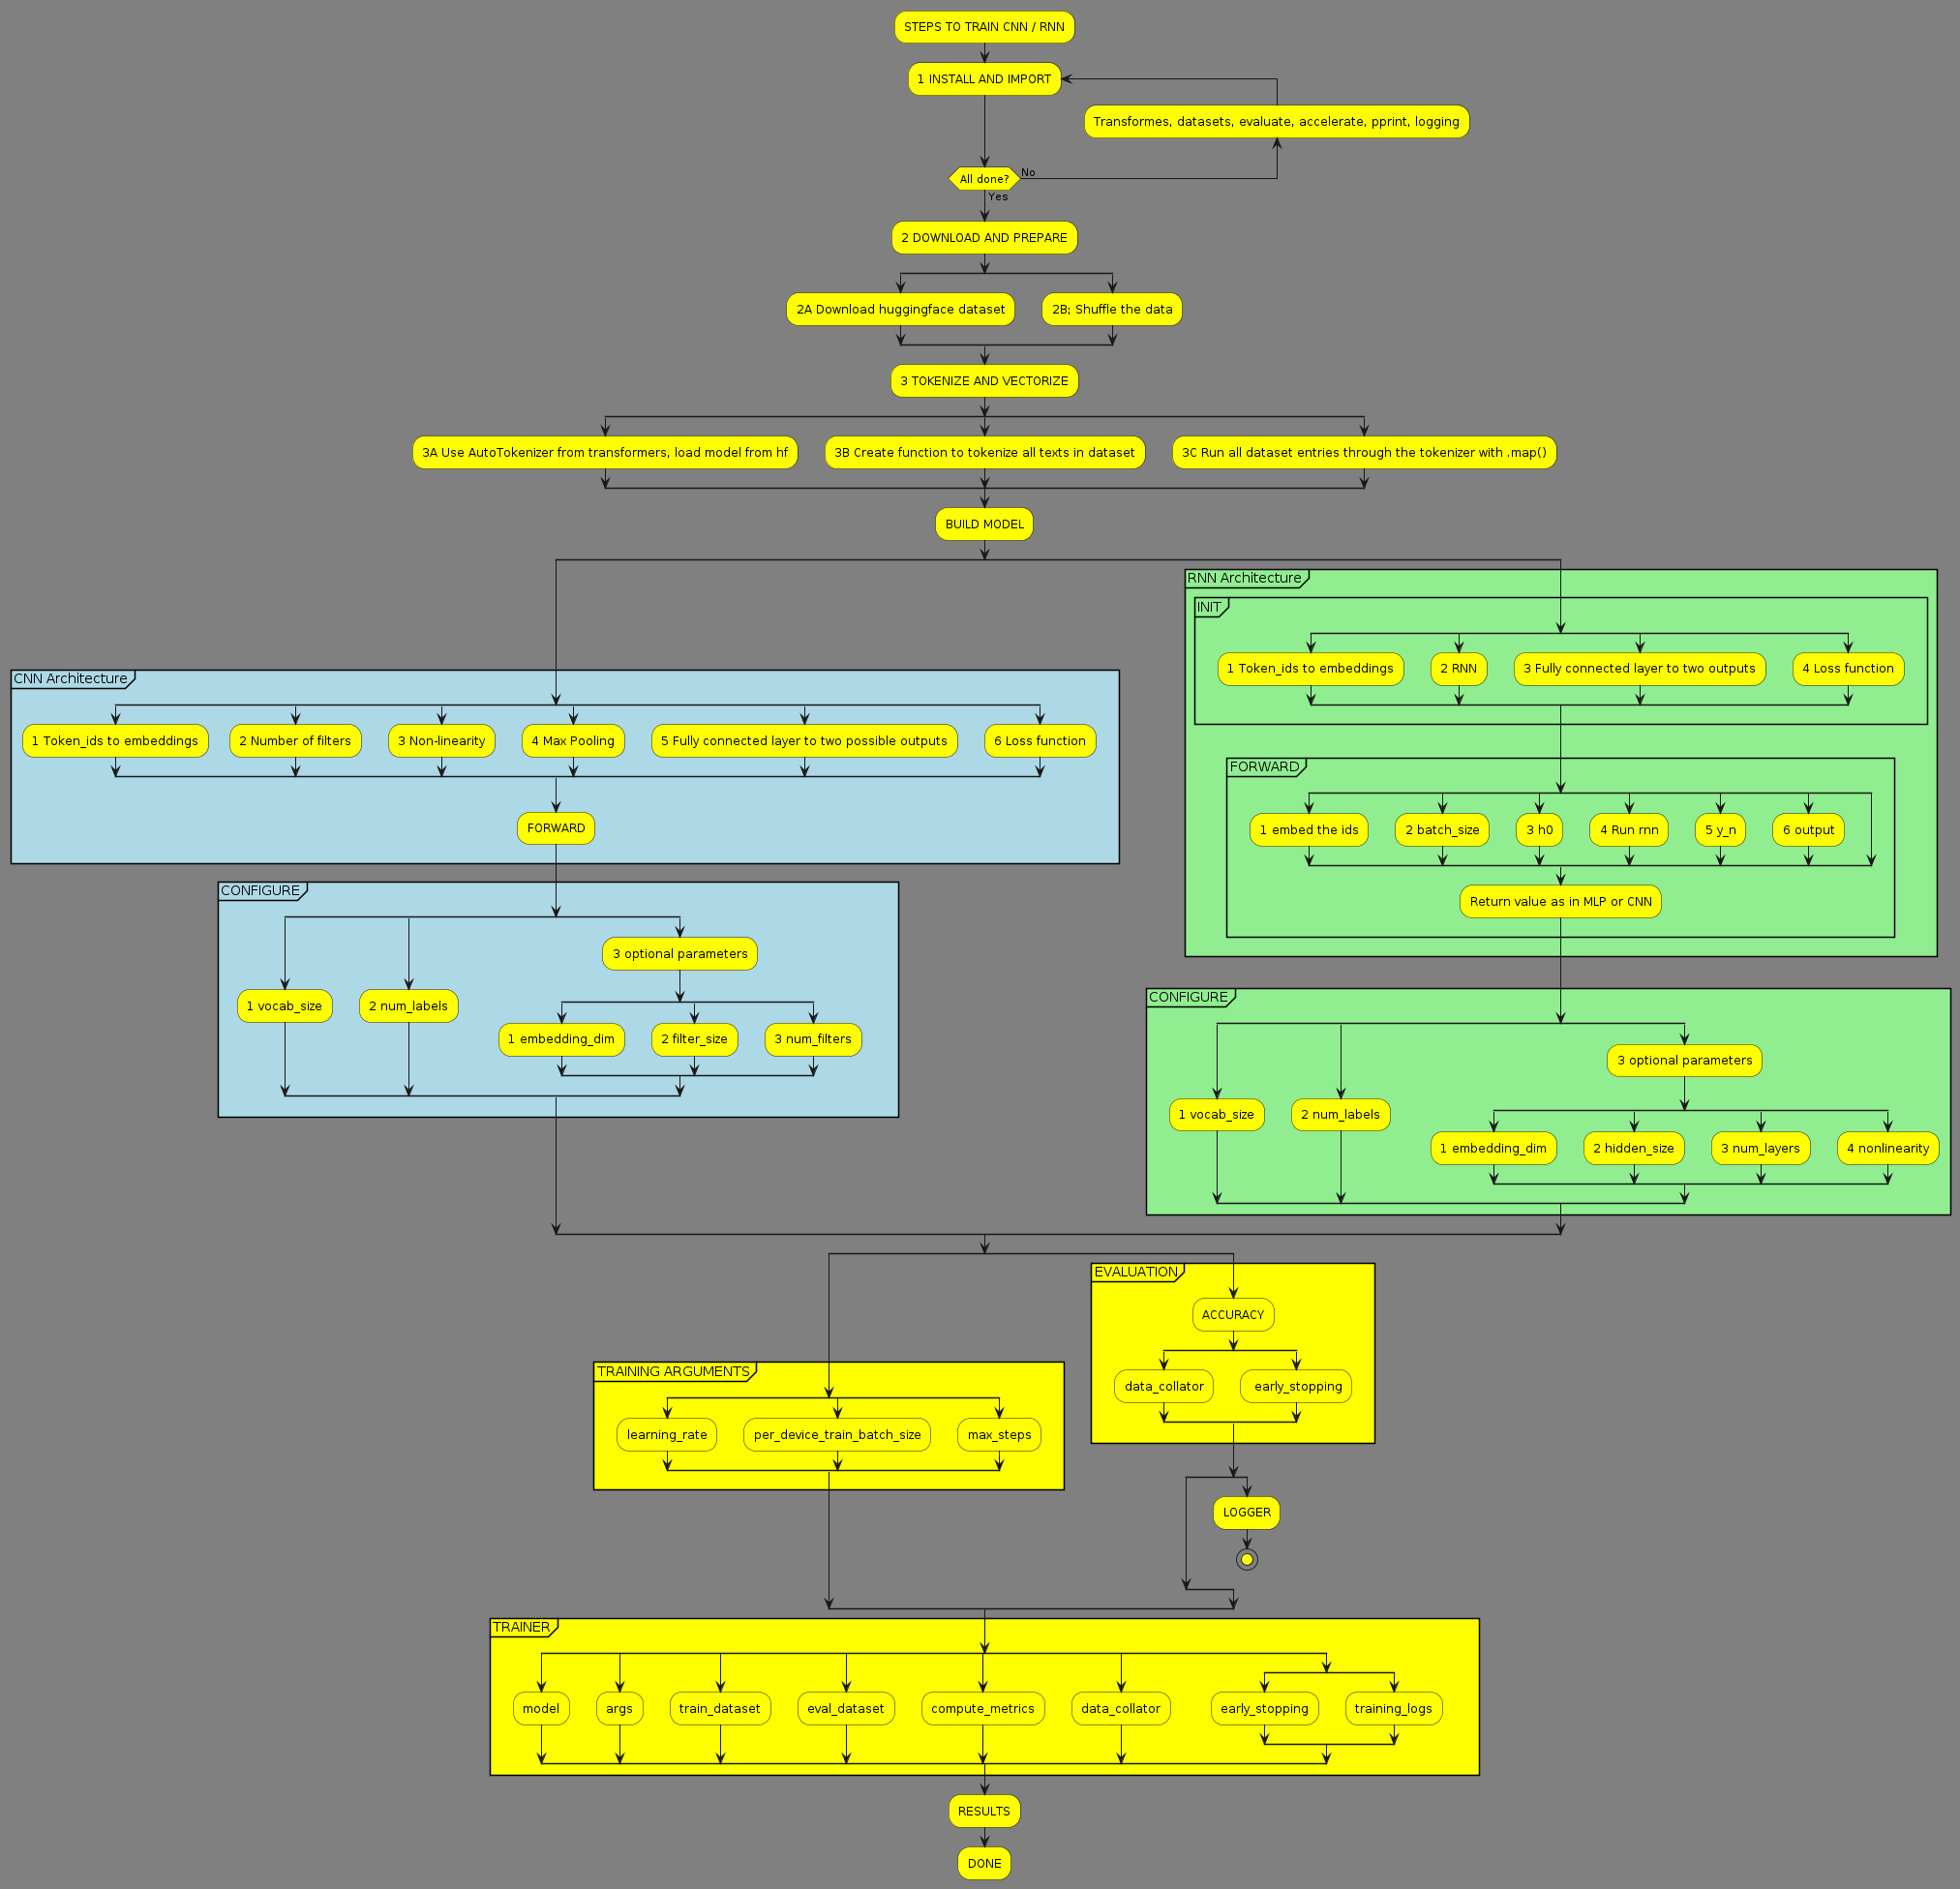 STEPS TO TRAIN CNN / RNN
1 INSTALL AND IMPORT
Transformes, datasets, evaluate, accelerate, pprint, logging
All done?
No
Yes
2 DOWNLOAD AND PREPARE
2A Download huggingface dataset
2B; Shuffle the data
3 TOKENIZE AND VECTORIZE
3A Use AutoTokenizer from transformers, load model from hf
3B Create function to tokenize all texts in dataset
3C Run all dataset entries through the tokenizer with .map()
BUILD MODEL
CNN Architecture
1 Token_ids to embeddings
2 Number of filters
3 Non-linearity
4 Max Pooling
5 Fully connected layer to two possible outputs
6 Loss function
FORWARD
CONFIGURE
1 vocab_size
2 num_labels
3 optional parameters
1 embedding_dim
2 filter_size
3 num_filters
RNN Architecture
INIT
1 Token_ids to embeddings
2 RNN
3 Fully connected layer to two outputs
4 Loss function
FORWARD
1 embed the ids
2 batch_size
3 h0
4 Run rnn
5 y_n
6 output
Return value as in MLP or CNN
CONFIGURE
1 vocab_size
2 num_labels
3 optional parameters
1 embedding_dim
2 hidden_size
3 num_layers
4 nonlinearity
TRAINING ARGUMENTS
learning_rate
per_device_train_batch_size
max_steps
EVALUATION
ACCURACY
data_collator
early_stopping
LOGGER
TRAINER
model
args
train_dataset
eval_dataset
compute_metrics
data_collator
early_stopping
training_logs
RESULTS
DONE